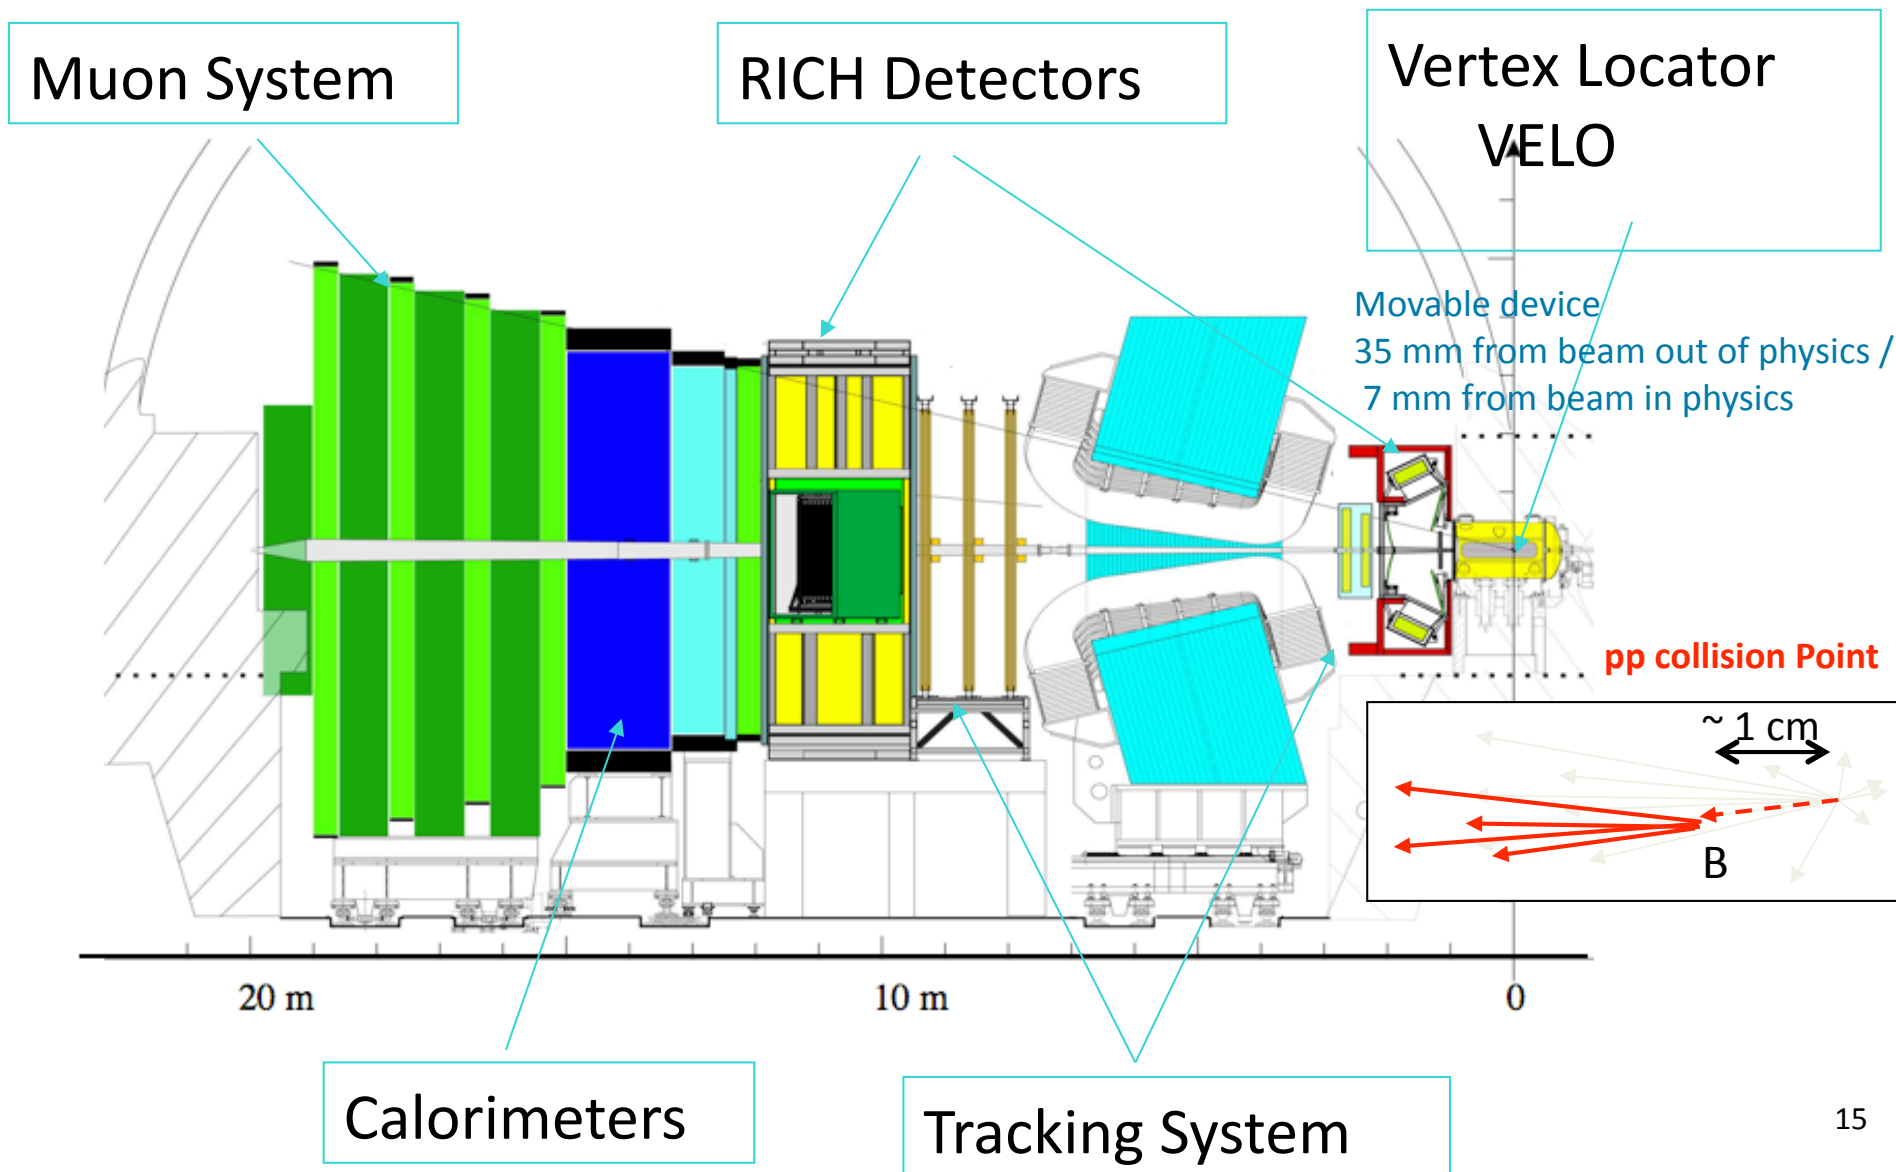 Muon System
RICH Detectors
Vertex Locator
VELO
Movable device
35 mm from beam out of physics /
7 mm from beam in physics
pp collision Point
~ 1 cm
B
20 m
10 m
0
Calorimeters
Tracking System
15